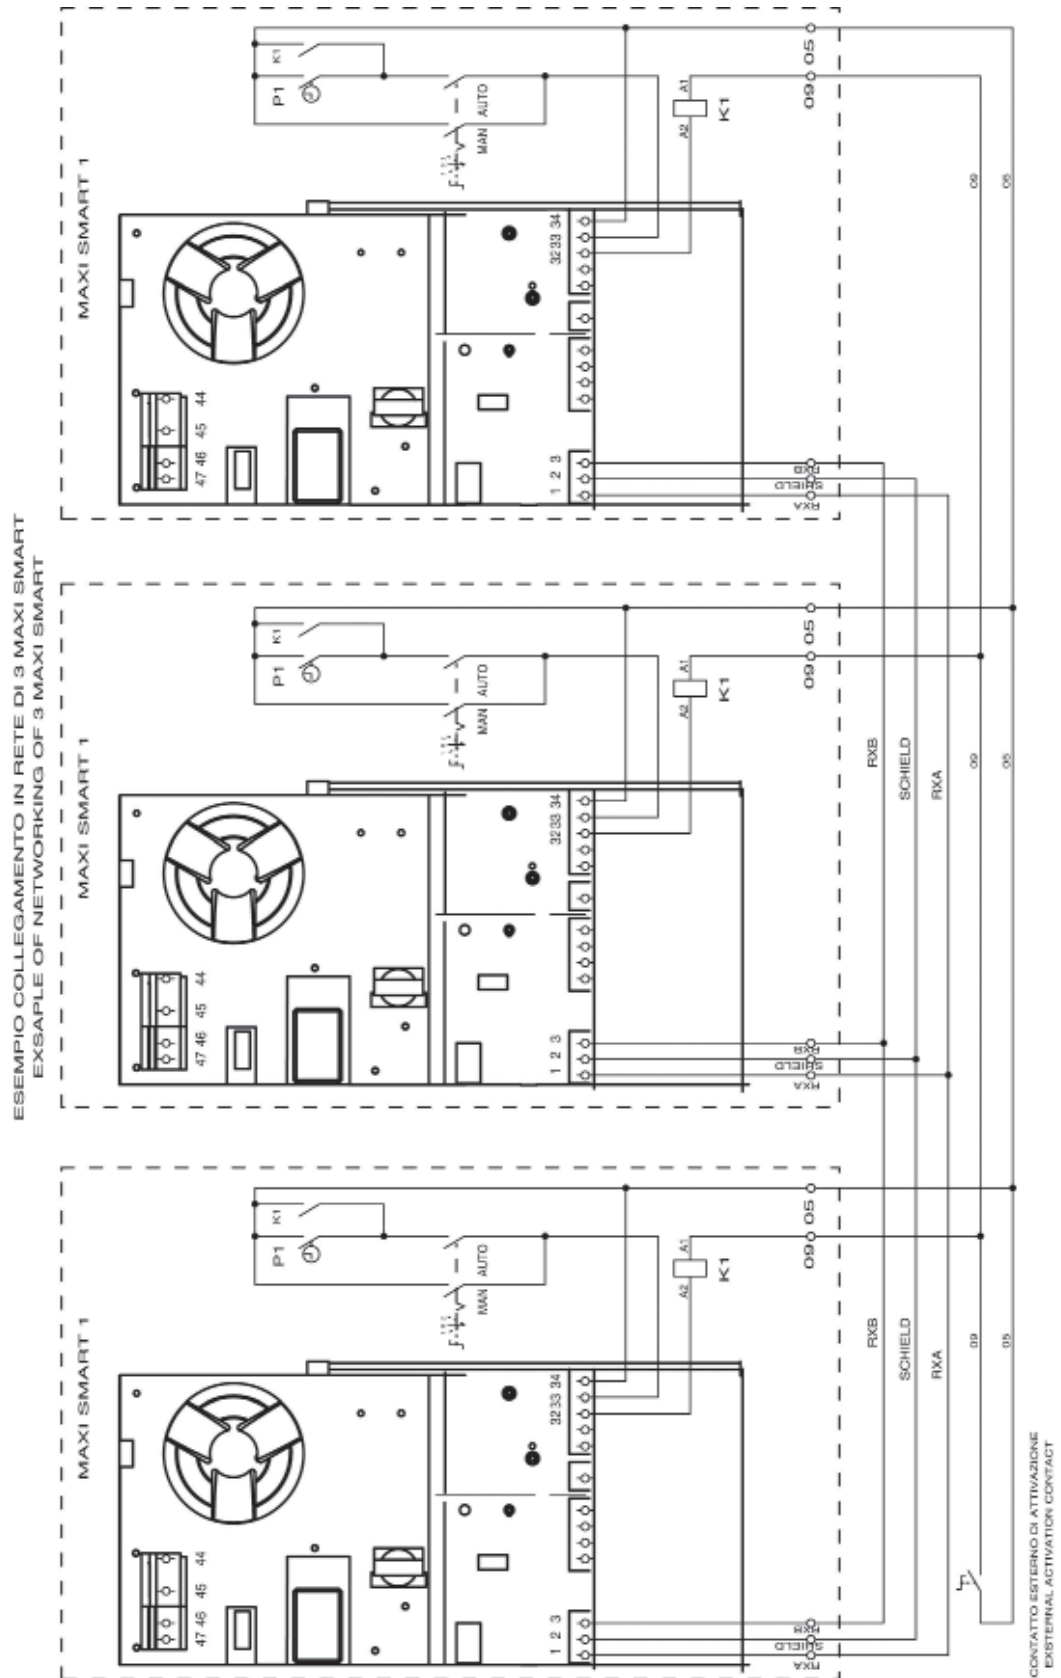 ESEMPIO COLLEGAMENTO IN RETE DI 3 MAXI SMART
EXSAPLE OF NETWORKING OF 3 MAXI SMART
MAXI SMART 1
47 46 45 44
1 2 3
32 33 34
P1
K1
MAN AUTO
A2 A1
K1
09 05
RXA
SHIELD
RXB
RXB
SCHIELD
RXA
09
05
MAXI SMART 1
47 46 45 44
1 2 3
32 33 34
P1
K1
MAN AUTO
A2 A1
K1
09 05
RXA
SHIELD
RXB
RXB
SCHIELD
RXA
09
05
MAXI SMART 1
47 46 45 44
1 2 3
32 33 34
P1
K1
MAN AUTO
A2 A1
K1
09 05
RXA
SHIELD
RXB
09
05
CONTATTO ESTERNO DI ATTIVAZIONE
EXSTERNAL ACTIVATION CONTACT